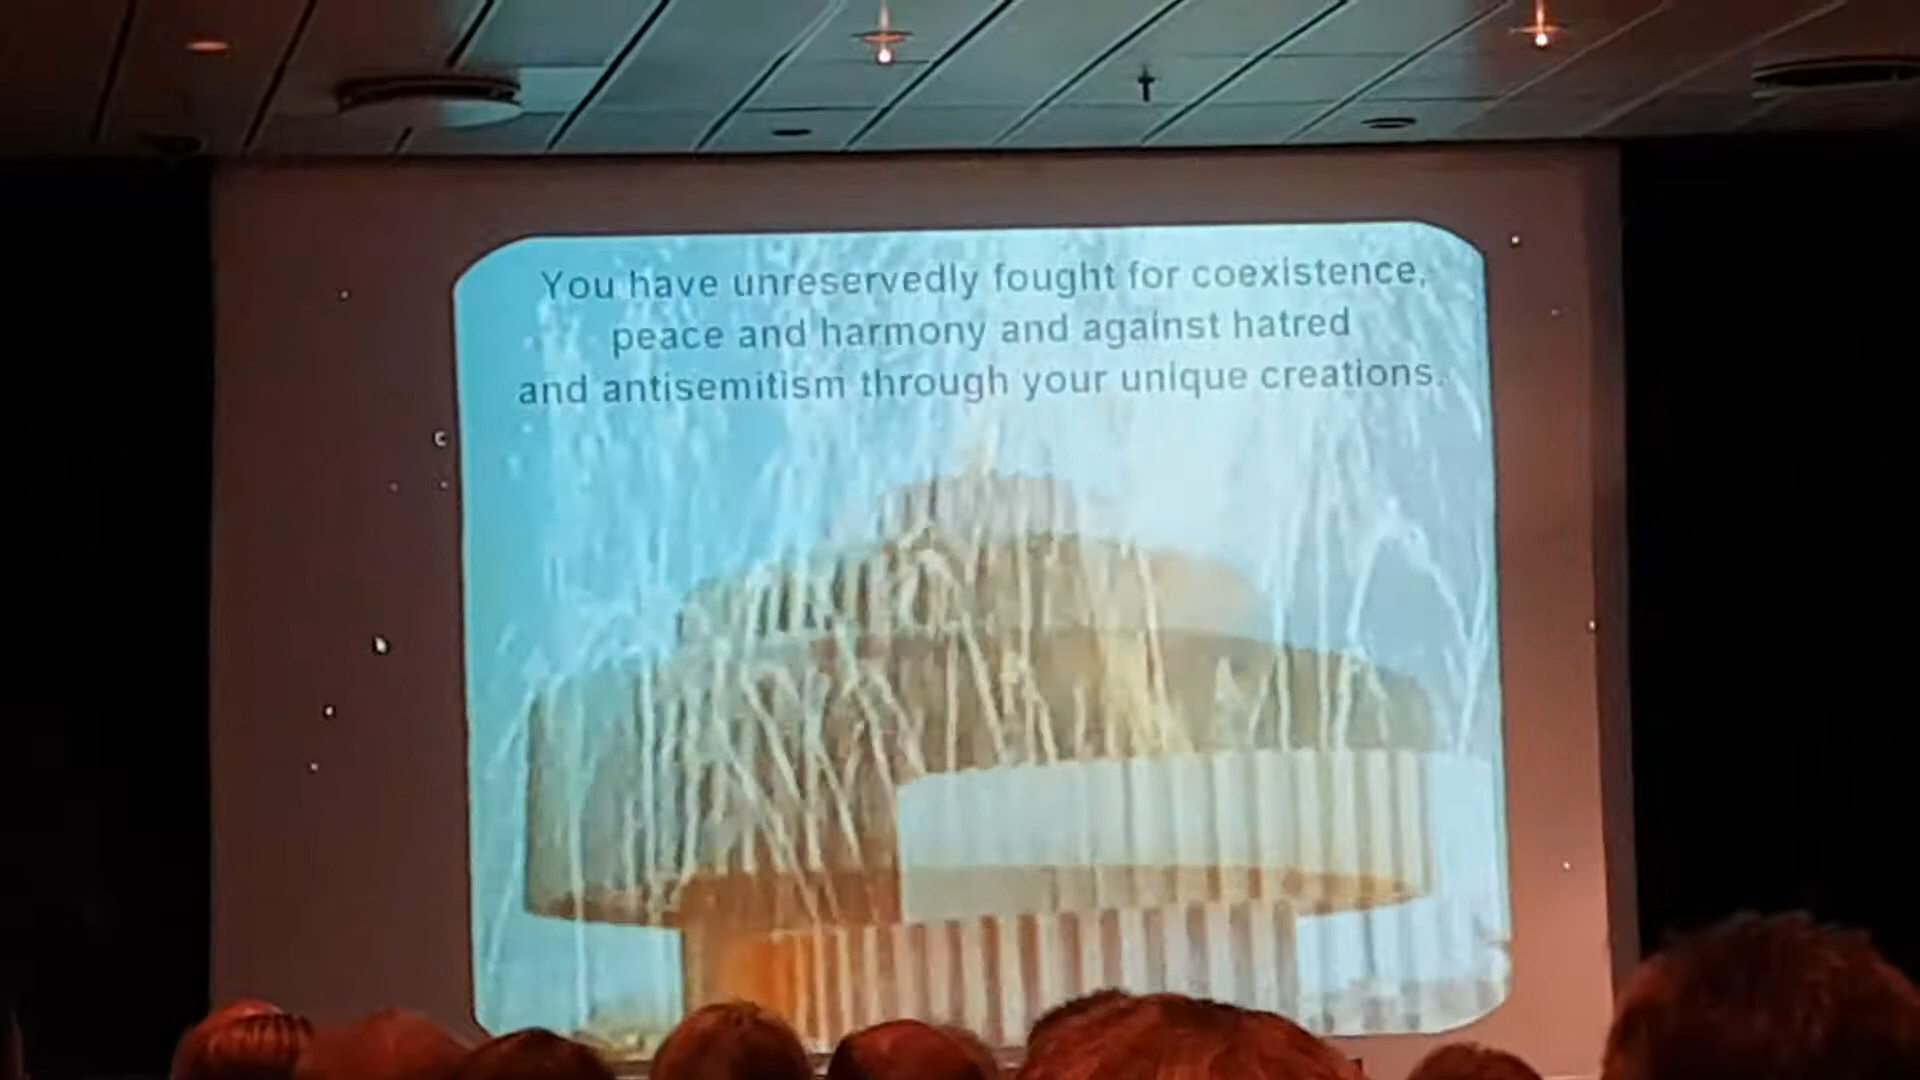 You have unreservedly fought for coexistence,
peace and harmony and against hatred
and antisemitism through your unique creations.